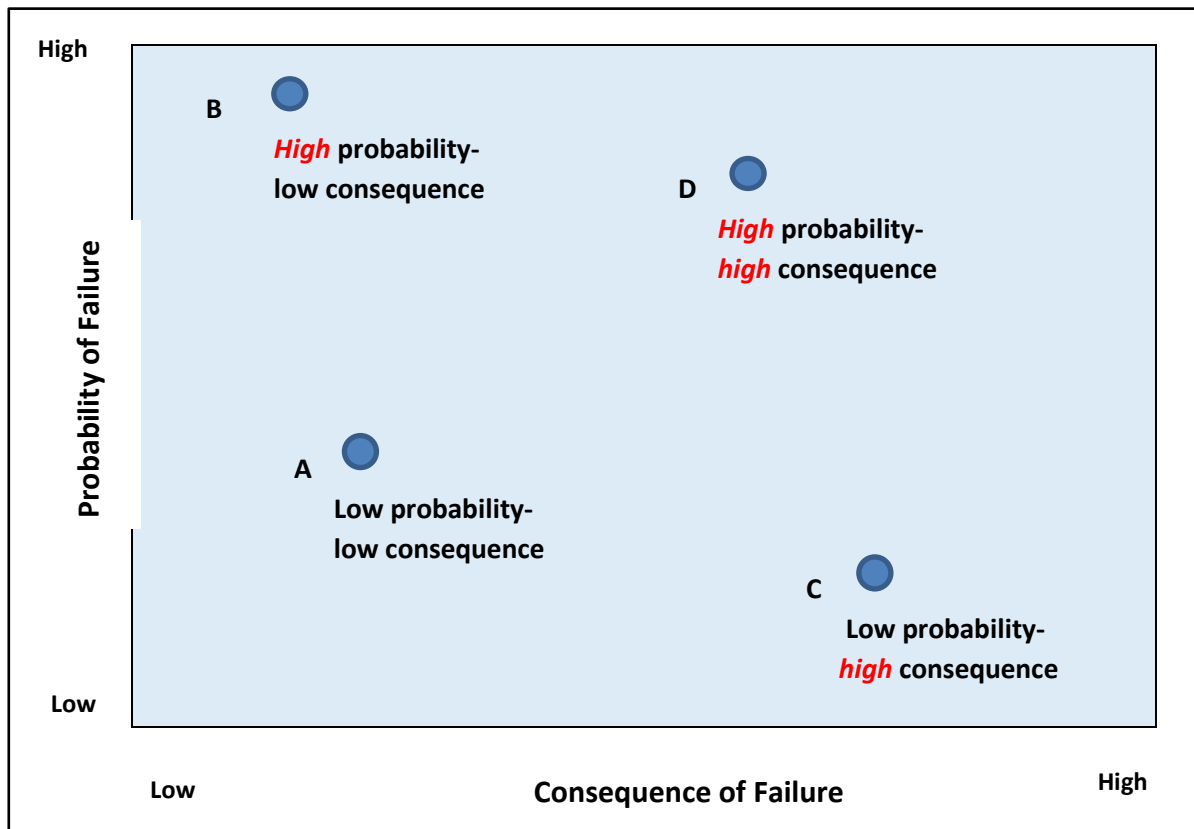 High
B
High probability-
low consequence
D
High probability-
high consequence
Probability of Failure
A
Low probability-
low consequence
C
Low probability-
high consequence
Low
Low
Consequence of Failure
High